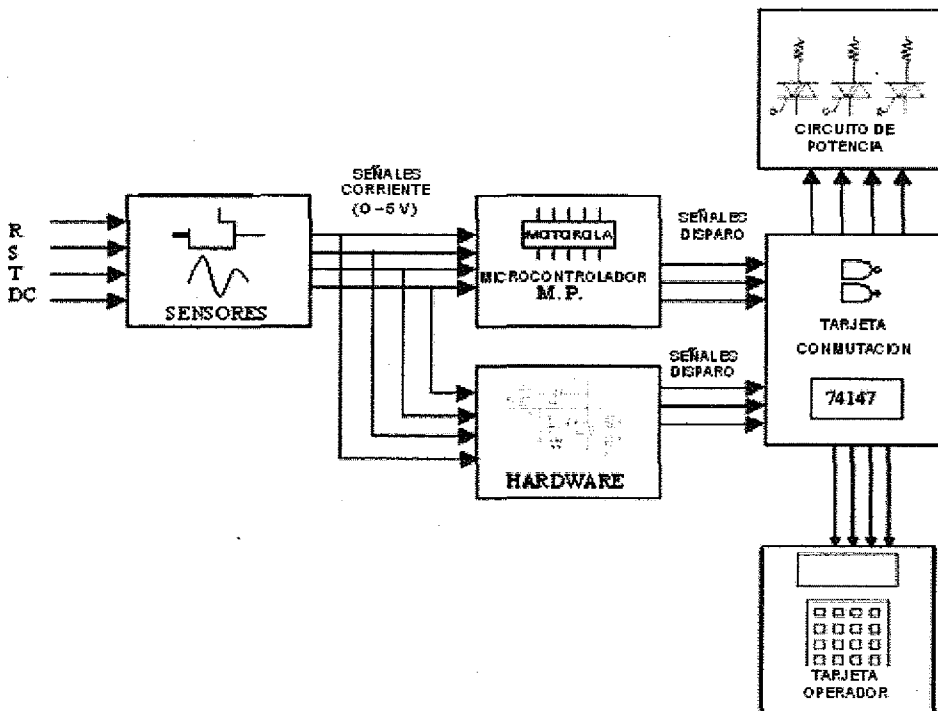 CIRCUITO DE
POTENCIA
SEÑALES
CORRIENTE
(0-5V)
R
S
T
DC
SENSORES
MOTOROLA
MICROCONTROLADOR
M.P.
SEÑALES
DISPARO
TARJETA
CONMUTACION
74147
SEÑALES
DISPARO
HARDWARE
TARJETA
OPERADOR